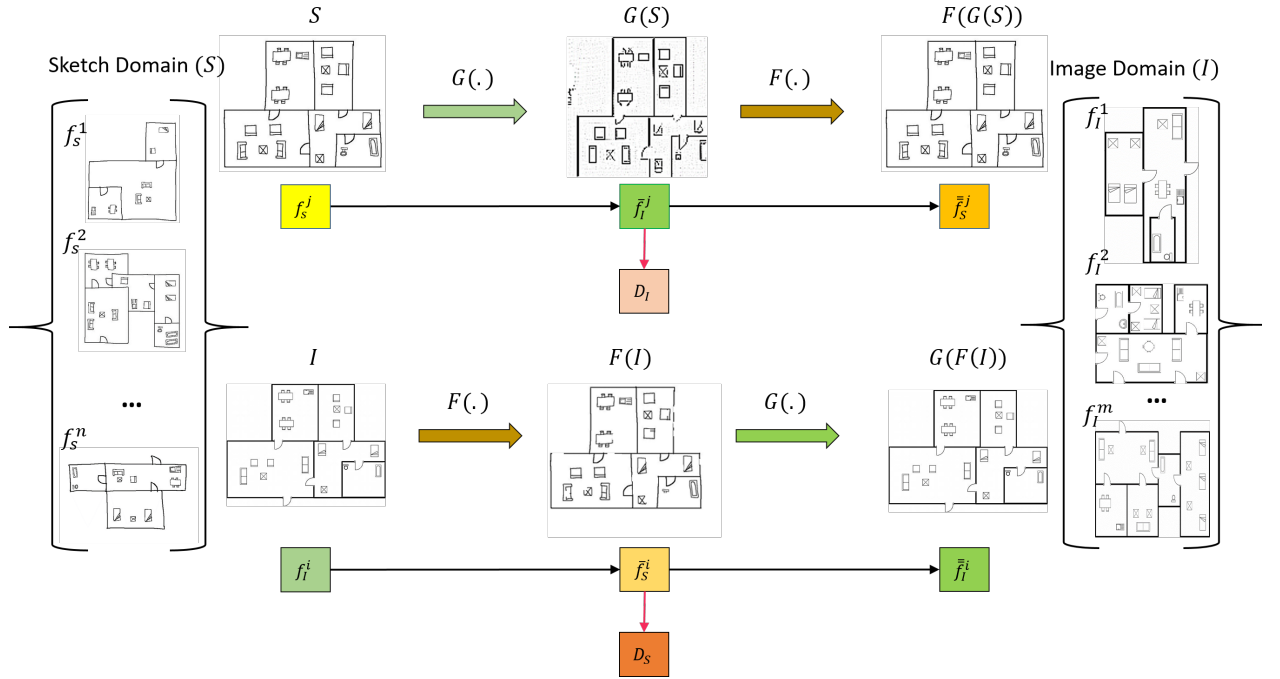 Sketch Domain (S)
f_s^1
f_s^2
...
f_s^n
S
G(.)
G(S)
F(.)
F(G(S))
f_S^j
f̄_I^j
f̿_S^j
D_I
I
F(.)
F(I)
G(.)
G(F(I))
f_I^i
f̄_S^i
f̿_I^i
D_S
Image Domain (I)
f_I^1
f_I^2
...
f_I^m